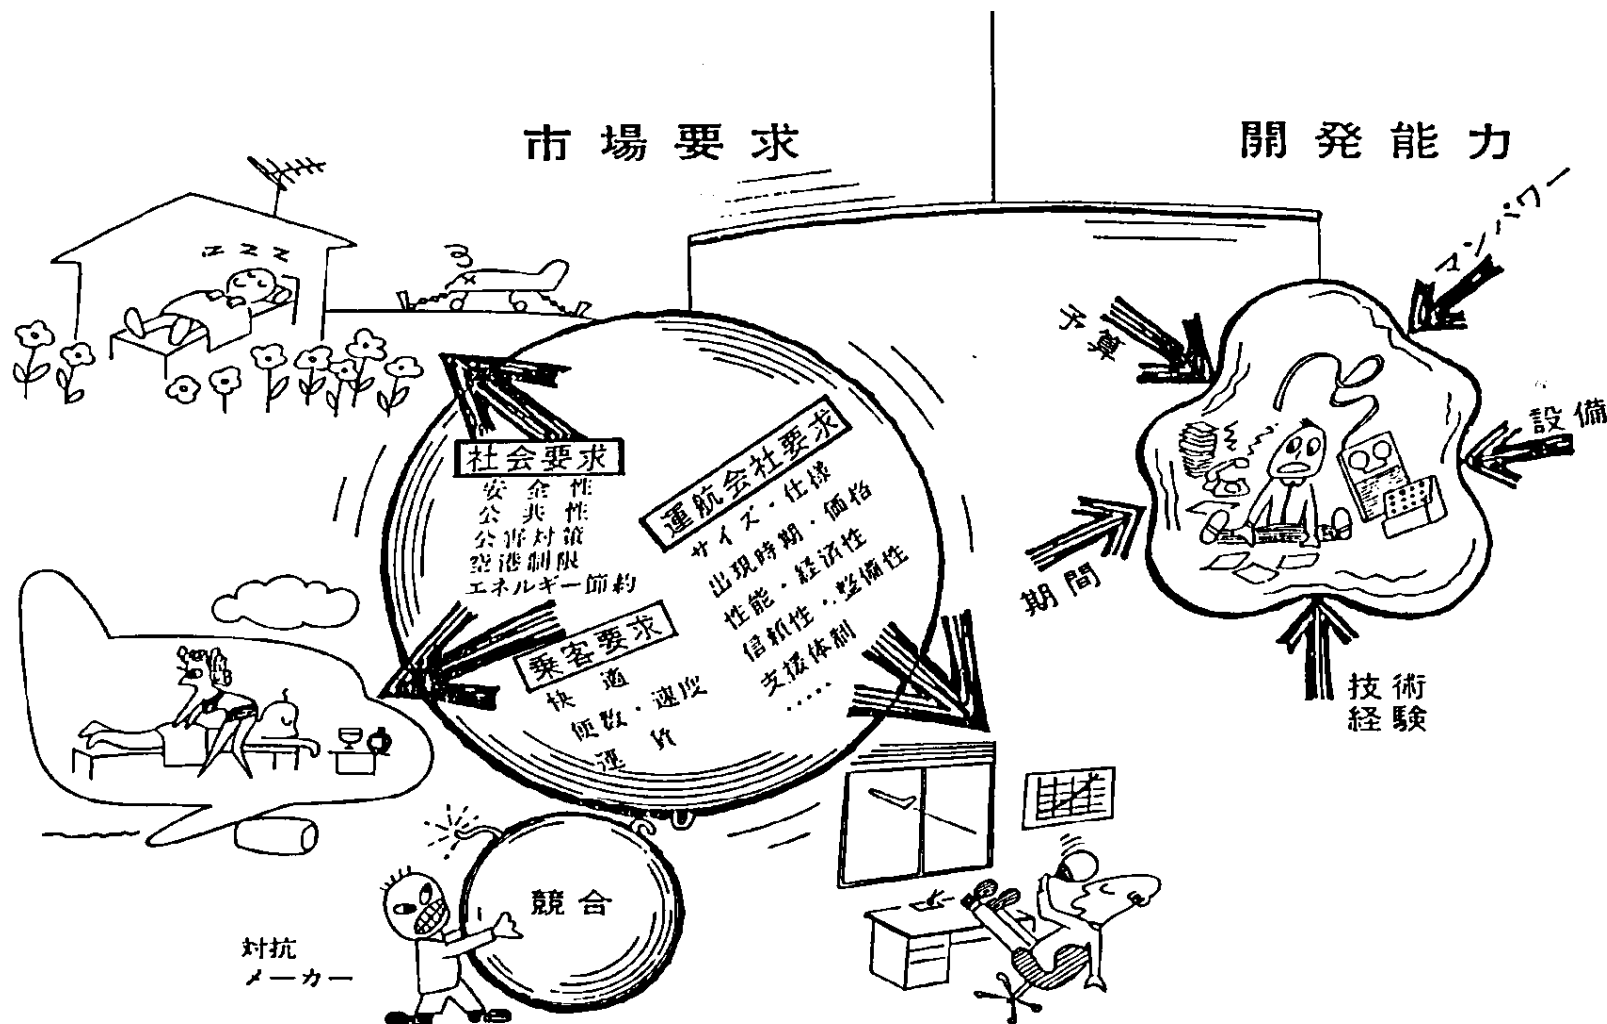 市場要求
開発能力
マンパワー
予算
設備
期間
技術
経験
zzz
社会要求
安全性
公共性
公害対策
空港制限
エネルギー節約
運航会社要求
サイズ・仕様
出現時期・価格
性能・経済性
信頼性・整備性
支援体制
.....
乗客要求
快適
便数・速度
運賃
競合
対抗
メーカー